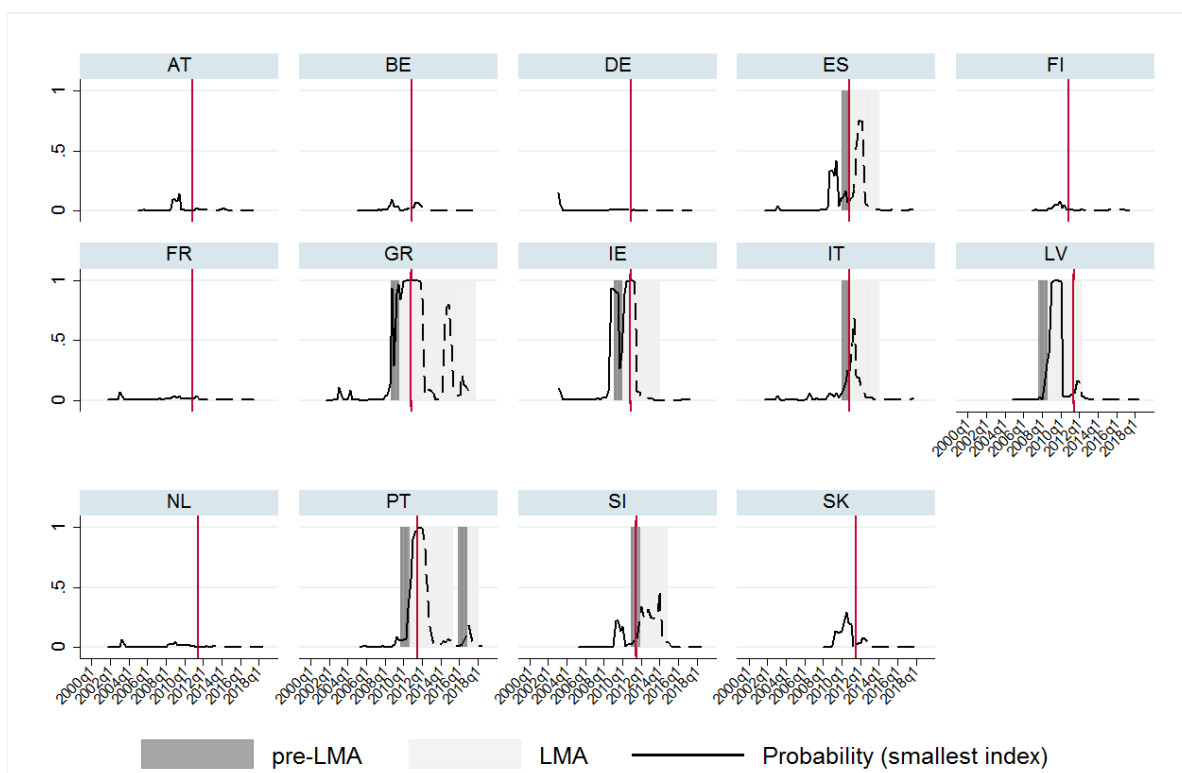 AT BE DE ES FI
1
.5
0
FR GR IE IT LV
1
.5
0
2000q1 2002q1 2004q1 2006q1 2008q1 2010q1 2012q1 2014q1 2016q1 2018q1
NL PT SI SK
1
.5
0
2000q1 2002q1 2004q1 2006q1 2008q1 2010q1 2012q1 2014q1 2016q1 2018q1 2000q1 2002q1 2004q1 2006q1 2008q1 2010q1 2012q1 2014q1 2016q1 2018q1 2000q1 2002q1 2004q1 2006q1 2008q1 2010q1 2012q1 2014q1 2016q1 2018q1 2000q1 2002q1 2004q1 2006q1 2008q1 2010q1 2012q1 2014q1 2016q1 2018q1
pre-LMA LMA Probability (smallest index)